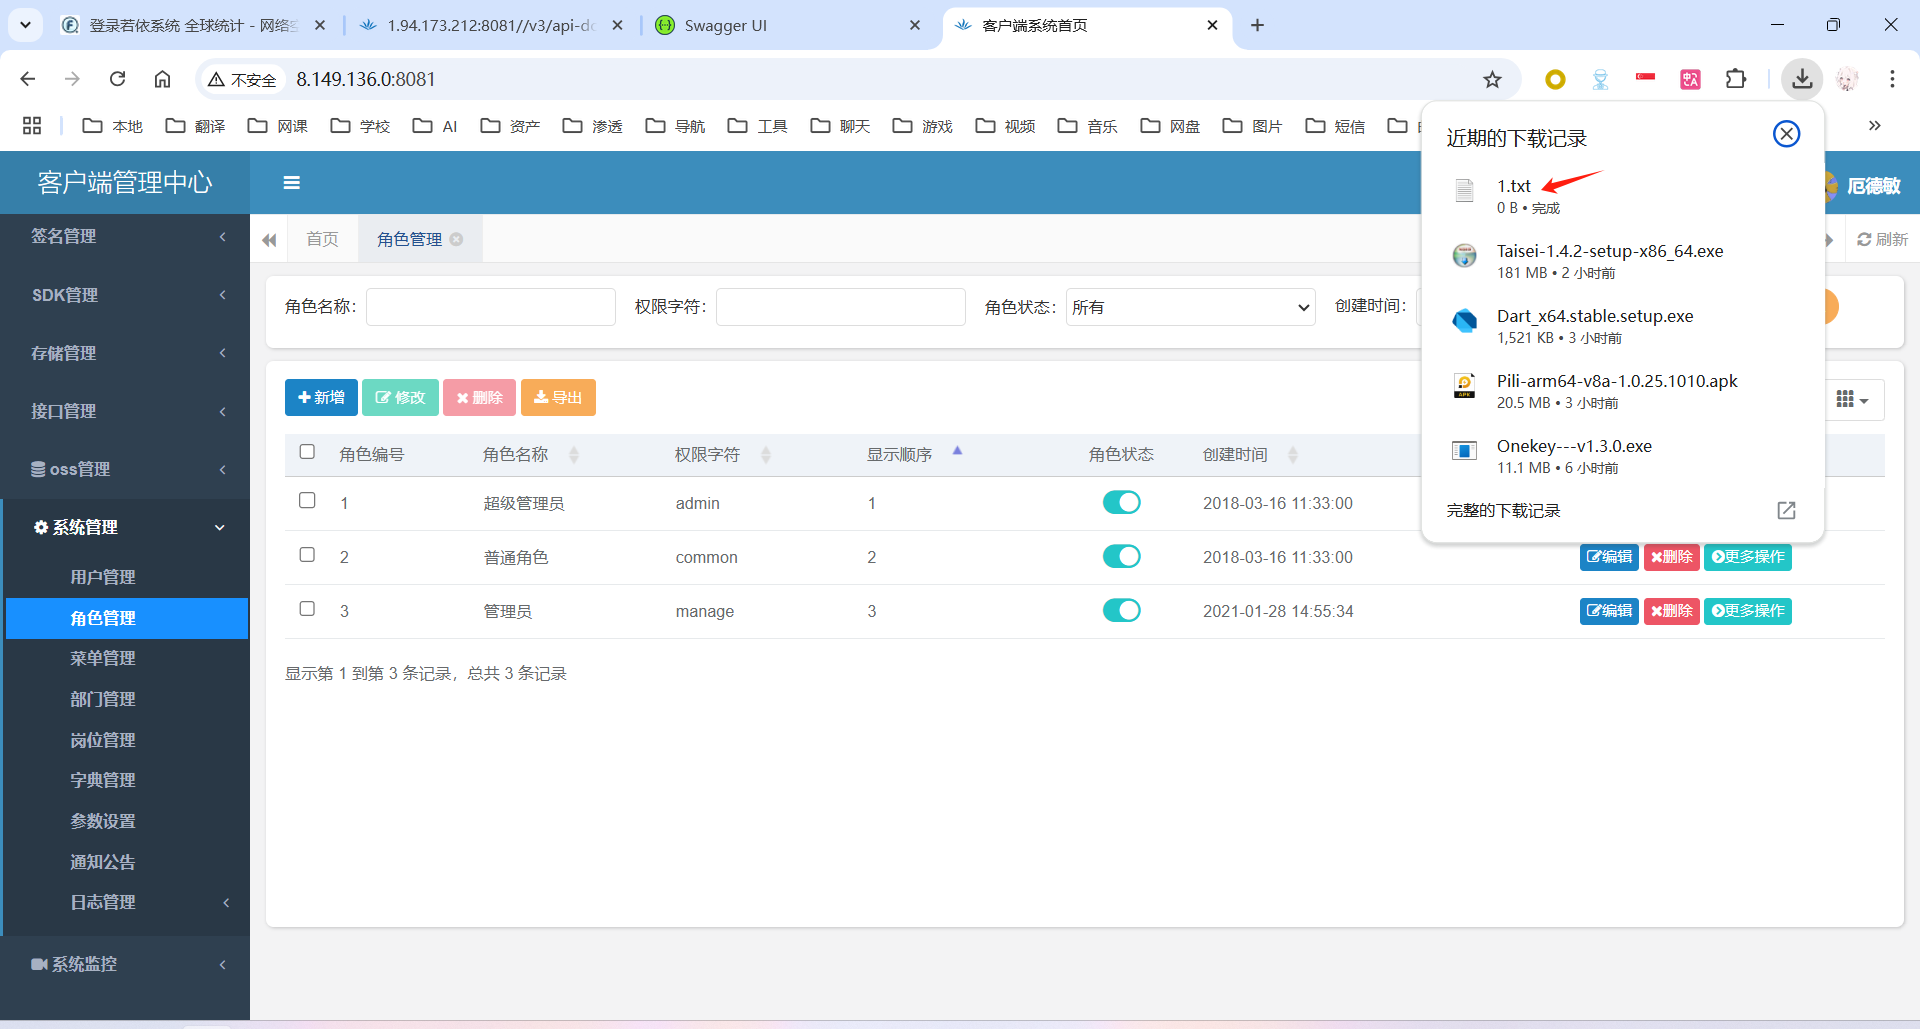 登录若依系统 全球统计 - 网络空
1.94.173.212:8081//v3/api-do
Swagger UI
客户端系统首页
不安全
8.149.136.0:8081
本地
翻译
网课
学校
AI
资产
渗透
导航
工具
聊天
游戏
视频
音乐
网盘
图片
短信
客户端管理中心
近期的下载记录
1.txt
0 B • 完成
Taisei-1.4.2-setup-x86_64.exe
181 MB • 2 小时前
Dart_x64.stable.setup.exe
1,521 KB • 3 小时前
Pili-arm64-v8a-1.0.25.1010.apk
20.5 MB • 3 小时前
Onekey---v1.3.0.exe
11.1 MB • 6 小时前
完整的下载记录
厄德敏
签名管理
SDK管理
存储管理
接口管理
oss管理
系统管理
用户管理
角色管理
菜单管理
部门管理
岗位管理
字典管理
参数设置
通知公告
日志管理
系统监控
首页
角色管理
刷新
角色名称：
权限字符：
角色状态：
所有
创建时间：
新增
修改
删除
导出
角色编号 角色名称 权限字符 显示顺序 角色状态 创建时间
1 超级管理员 admin 1 2018-03-16 11:33:00
2 普通角色 common 2 2018-03-16 11:33:00 编辑 删除 更多操作
3 管理员 manage 3 2021-01-28 14:55:34 编辑 删除 更多操作
显示第 1 到第 3 条记录，总共 3 条记录